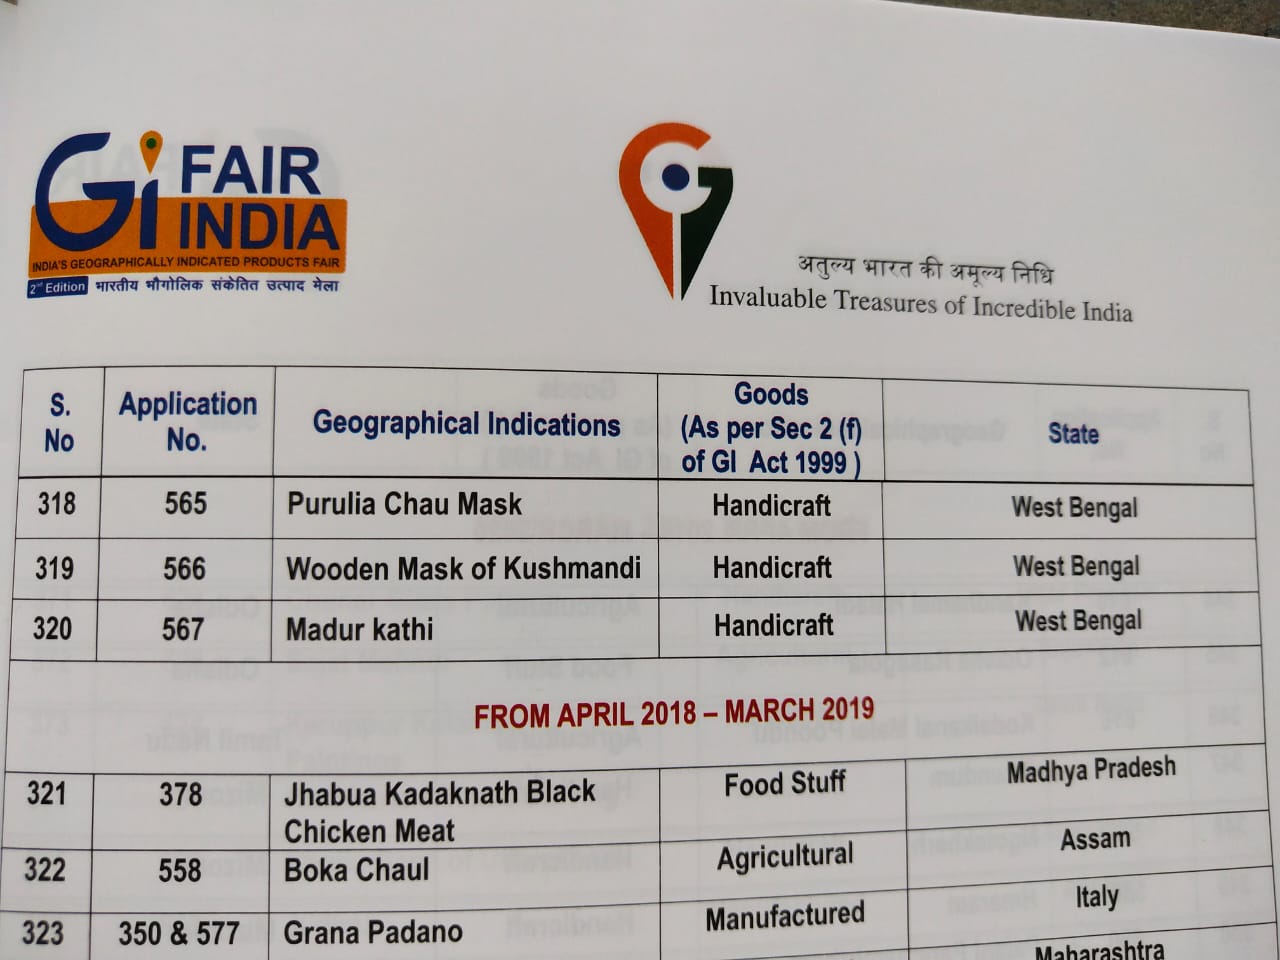 Gi FAIR
INDIA
INDIA'S GEOGRAPHICALLY INDICATED PRODUCTS FAIR
2nd Edition भारतीय भौगोलिक संकेतित उत्पाद मेला
अतुल्य भारत की अमूल्य निधि
Invaluable Treasures of Incredible India
S. No | Application No. | Geographical Indications | Goods (As per Sec 2 (f) of GI Act 1999 ) | State
318 | 565 | Purulia Chau Mask | Handicraft | West Bengal
319 | 566 | Wooden Mask of Kushmandi | Handicraft | West Bengal
320 | 567 | Madur kathi | Handicraft | West Bengal
FROM APRIL 2018 – MARCH 2019
321 | 378 | Jhabua Kadaknath Black Chicken Meat | Food Stuff | Madhya Pradesh
322 | 558 | Boka Chaul | Agricultural | Assam
323 | 350 & 577 | Grana Padano | Manufactured | Italy
Maharashtra